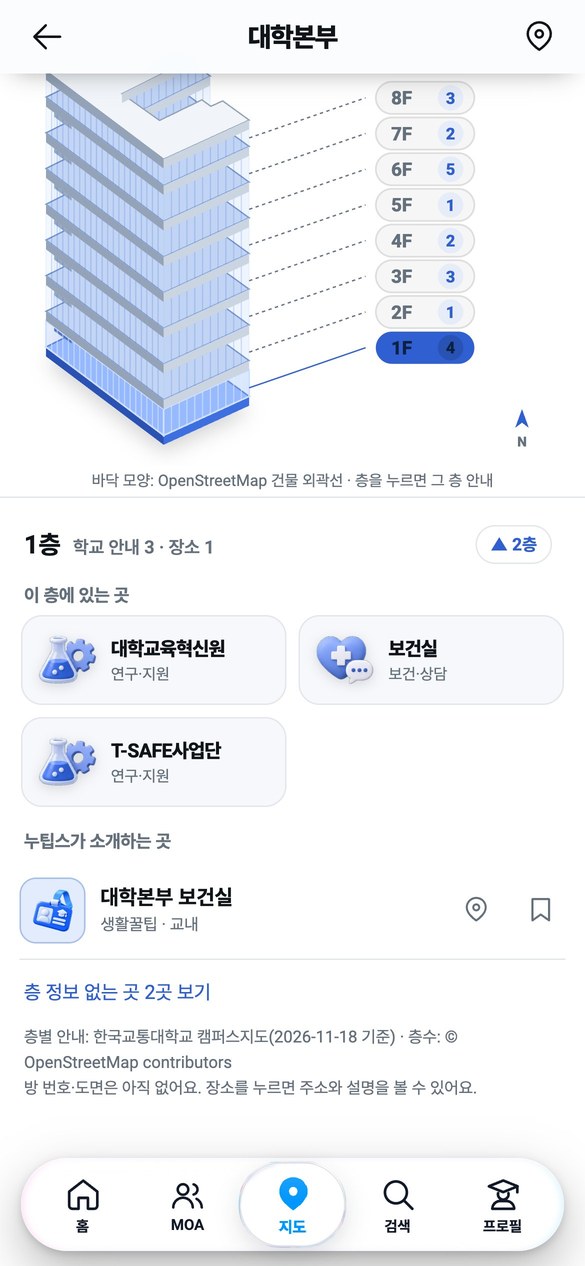 대학본부
8F 3
7F 2
6F 5
5F 1
4F 2
3F 3
2F 1
1F 4
N
바닥 모양: OpenStreetMap 건물 외곽선 · 층을 누르면 그 층 안내
1층 학교 안내 3 · 장소 1
▲ 2층
이 층에 있는 곳
대학교육혁신원
연구·지원
보건실
보건·상담
T-SAFE사업단
연구·지원
누팁스가 소개하는 곳
대학본부 보건실
생활꿀팁 · 교내
층 정보 없는 곳 2곳 보기
층별 안내: 한국교통대학교 캠퍼스지도(2026-11-18 기준) · 층수: ©
OpenStreetMap contributors
방 번호·도면은 아직 없어요. 장소를 누르면 주소와 설명을 볼 수 있어요.
홈
MOA
지도
검색
프로필